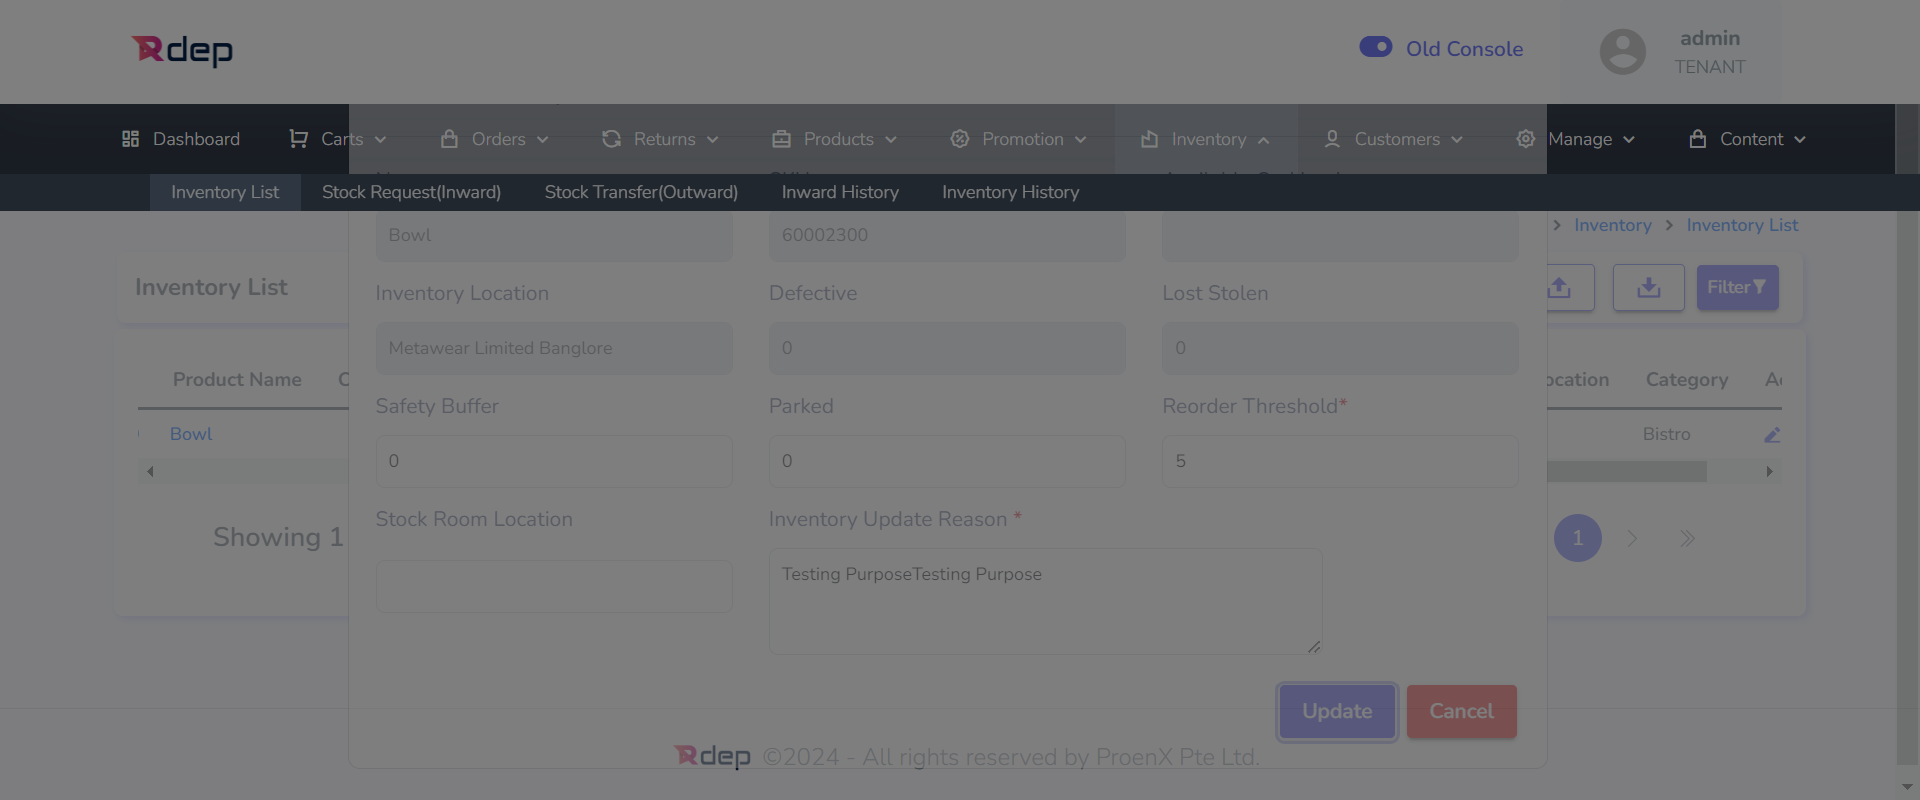 Rdep
Old Console
admin
TENANT
Dashboard Carts Orders Returns Products Promotion Inventory Customers Manage Content
Inventory List Stock Request(Inward) Stock Transfer(Outward) Inward History Inventory History
Inventory Inventory List
Bowl 60002300
Inventory List
Filter
Inventory Location Defective Lost Stolen
Metawear Limited Banglore 0 0
Product Name ocation Category
Safety Buffer Parked Reorder Threshold*
Bowl Bistro
0 0 5
Stock Room Location Inventory Update Reason *
Showing 1 1
Testing PurposeTesting Purpose
Update Cancel
Rdep ©2024 - All rights reserved by ProenX Pte Ltd.